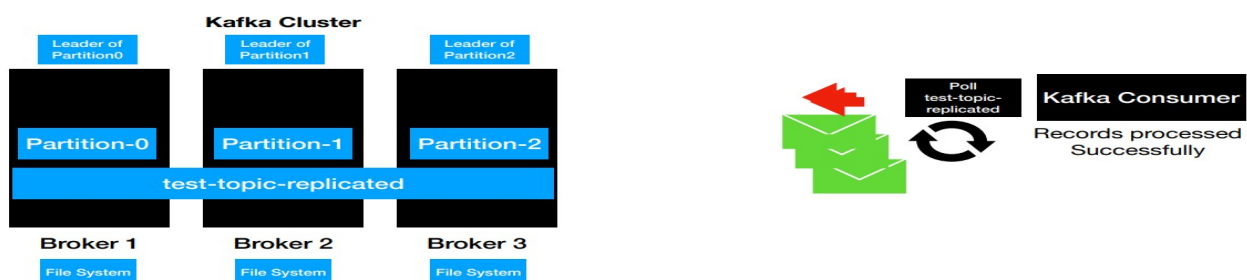 Kafka Cluster
Leader of
Partition0
Leader of
Partition1
Leader of
Partition2
Partition-0
Partition-1
Partition-2
test-topic-replicated
Broker 1
Broker 2
Broker 3
File System
File System
File System
Poll
test-topic-
replicated
Kafka Consumer
Records processed
Successfully